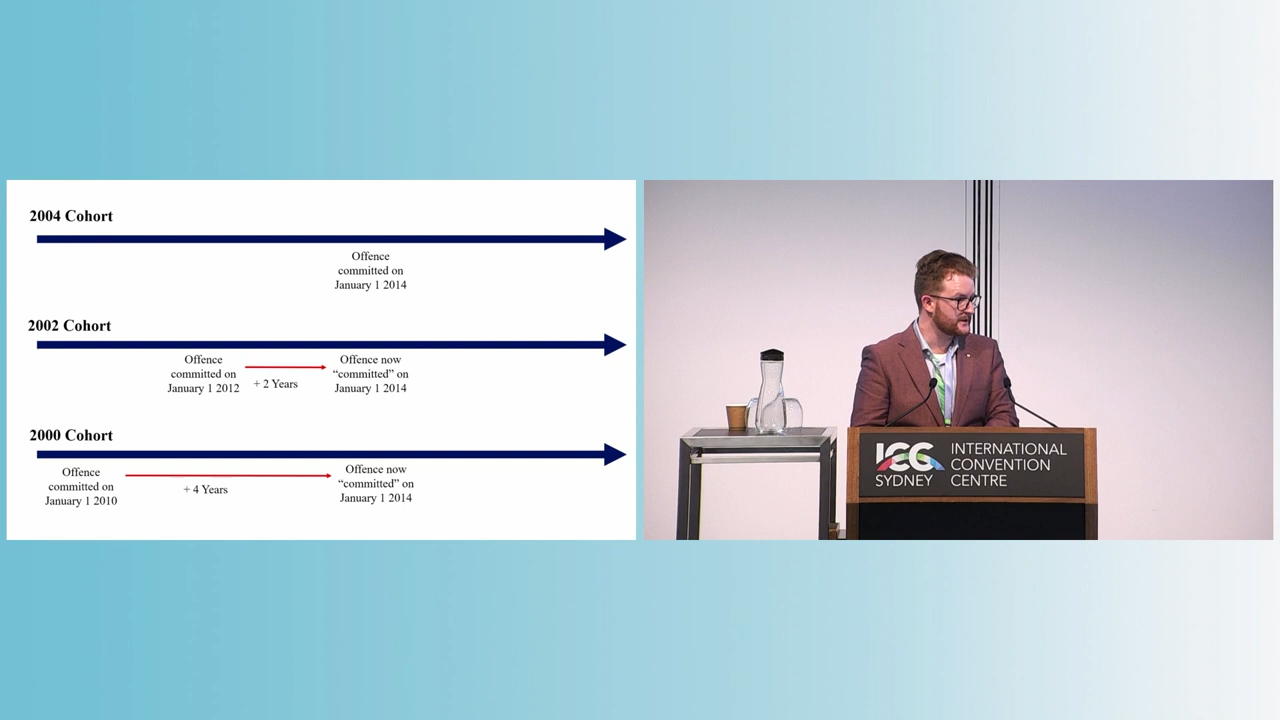 2004 Cohort
Offence
committed on
January 1 2014
2002 Cohort
Offence
committed on
January 1 2012
+ 2 Years
Offence now
“committed” on
January 1 2014
2000 Cohort
Offence
committed on
January 1 2010
+ 4 Years
Offence now
“committed” on
January 1 2014
ICC
SYDNEY
INTERNATIONAL
CONVENTION
CENTRE